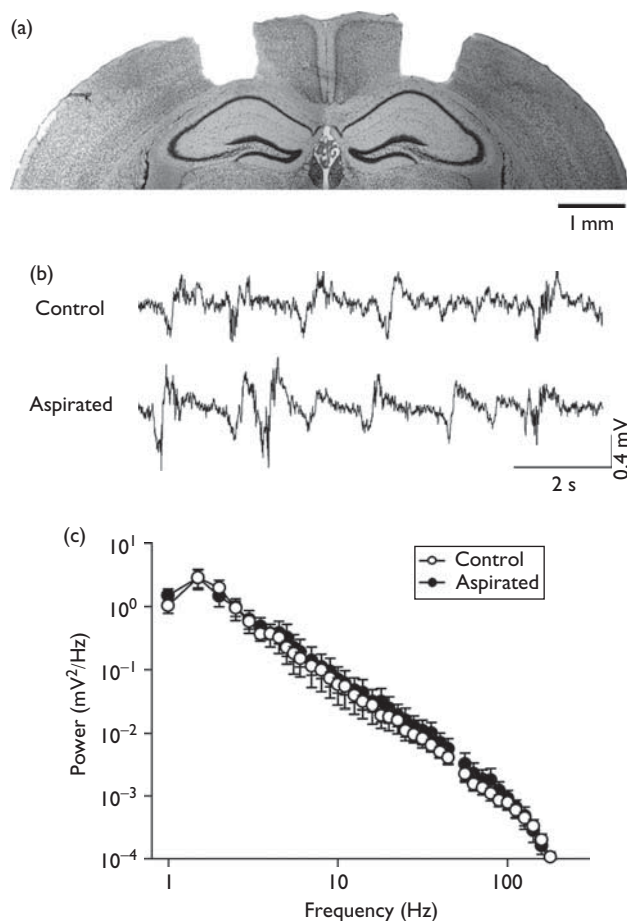 (a)
1 mm
(b)
Control
Aspirated
0.4 mV
2 s
(c)
Control
Aspirated
Power (mV²/Hz)
10¹
10⁰
10⁻¹
10⁻²
10⁻³
10⁻⁴
1
10
100
Frequency (Hz)